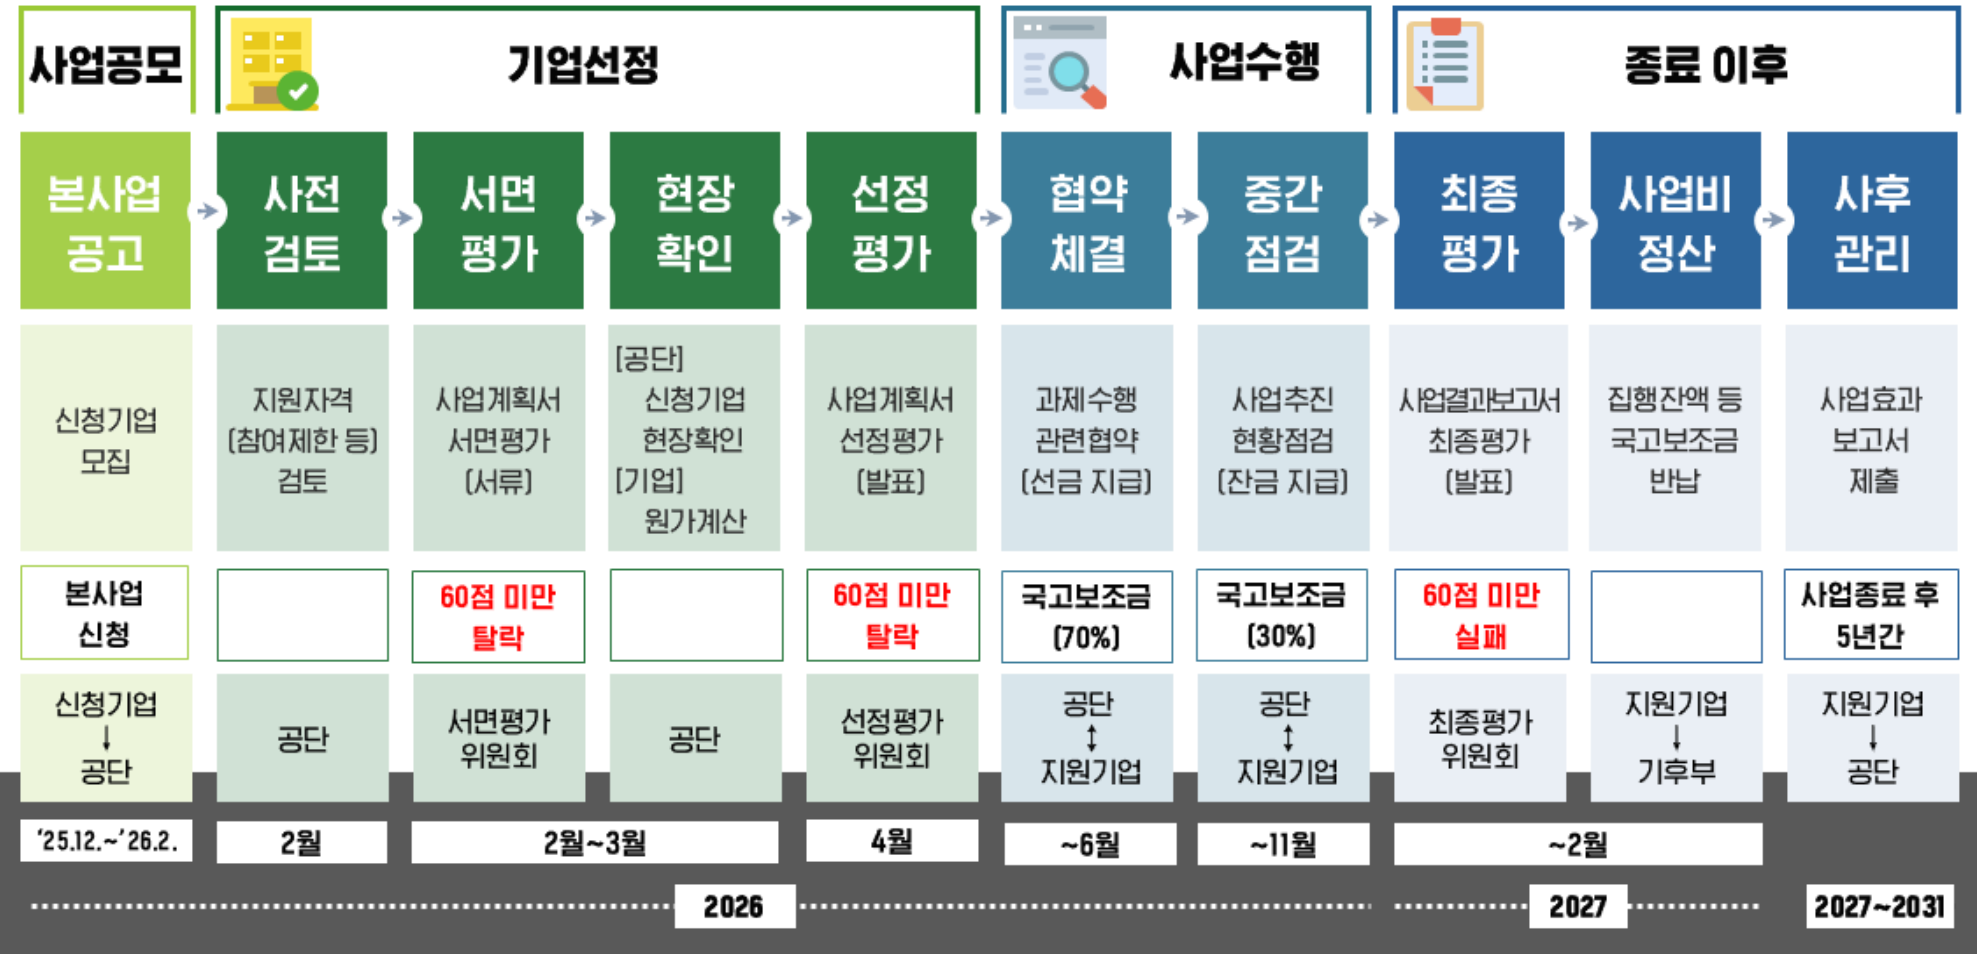 사업공모
기업선정
사업수행
종료 이후
본사업
공고
사전
검토
서면
평가
현장
확인
선정
평가
협약
체결
중간
점검
최종
평가
사업비
정산
사후
관리
신청기업
모집
지원자격
(참여제한 등)
검토
사업계획서
서면평가
(서류)
[공단]
신청기업
현장확인
[기업]
원가계산
사업계획서
선정평가
(발표)
과제수행
관련협약
(선금 지급)
사업추진
현황점검
(잔금 지급)
사업결과보고서
최종평가
(발표)
집행잔액 등
국고보조금
반납
사업효과
보고서
제출
본사업
신청
60점 미만
탈락
60점 미만
탈락
국고보조금
(70%)
국고보조금
(30%)
60점 미만
실패
사업종료 후
5년간
신청기업
↓
공단
공단
서면평가
위원회
공단
선정평가
위원회
공단
↕
지원기업
공단
↕
지원기업
최종평가
위원회
지원기업
↓
기후부
지원기업
↓
공단
‘25.12.~’26.2.
2월
2월~3월
4월
~6월
~11월
~2월
2026
2027
2027~2031